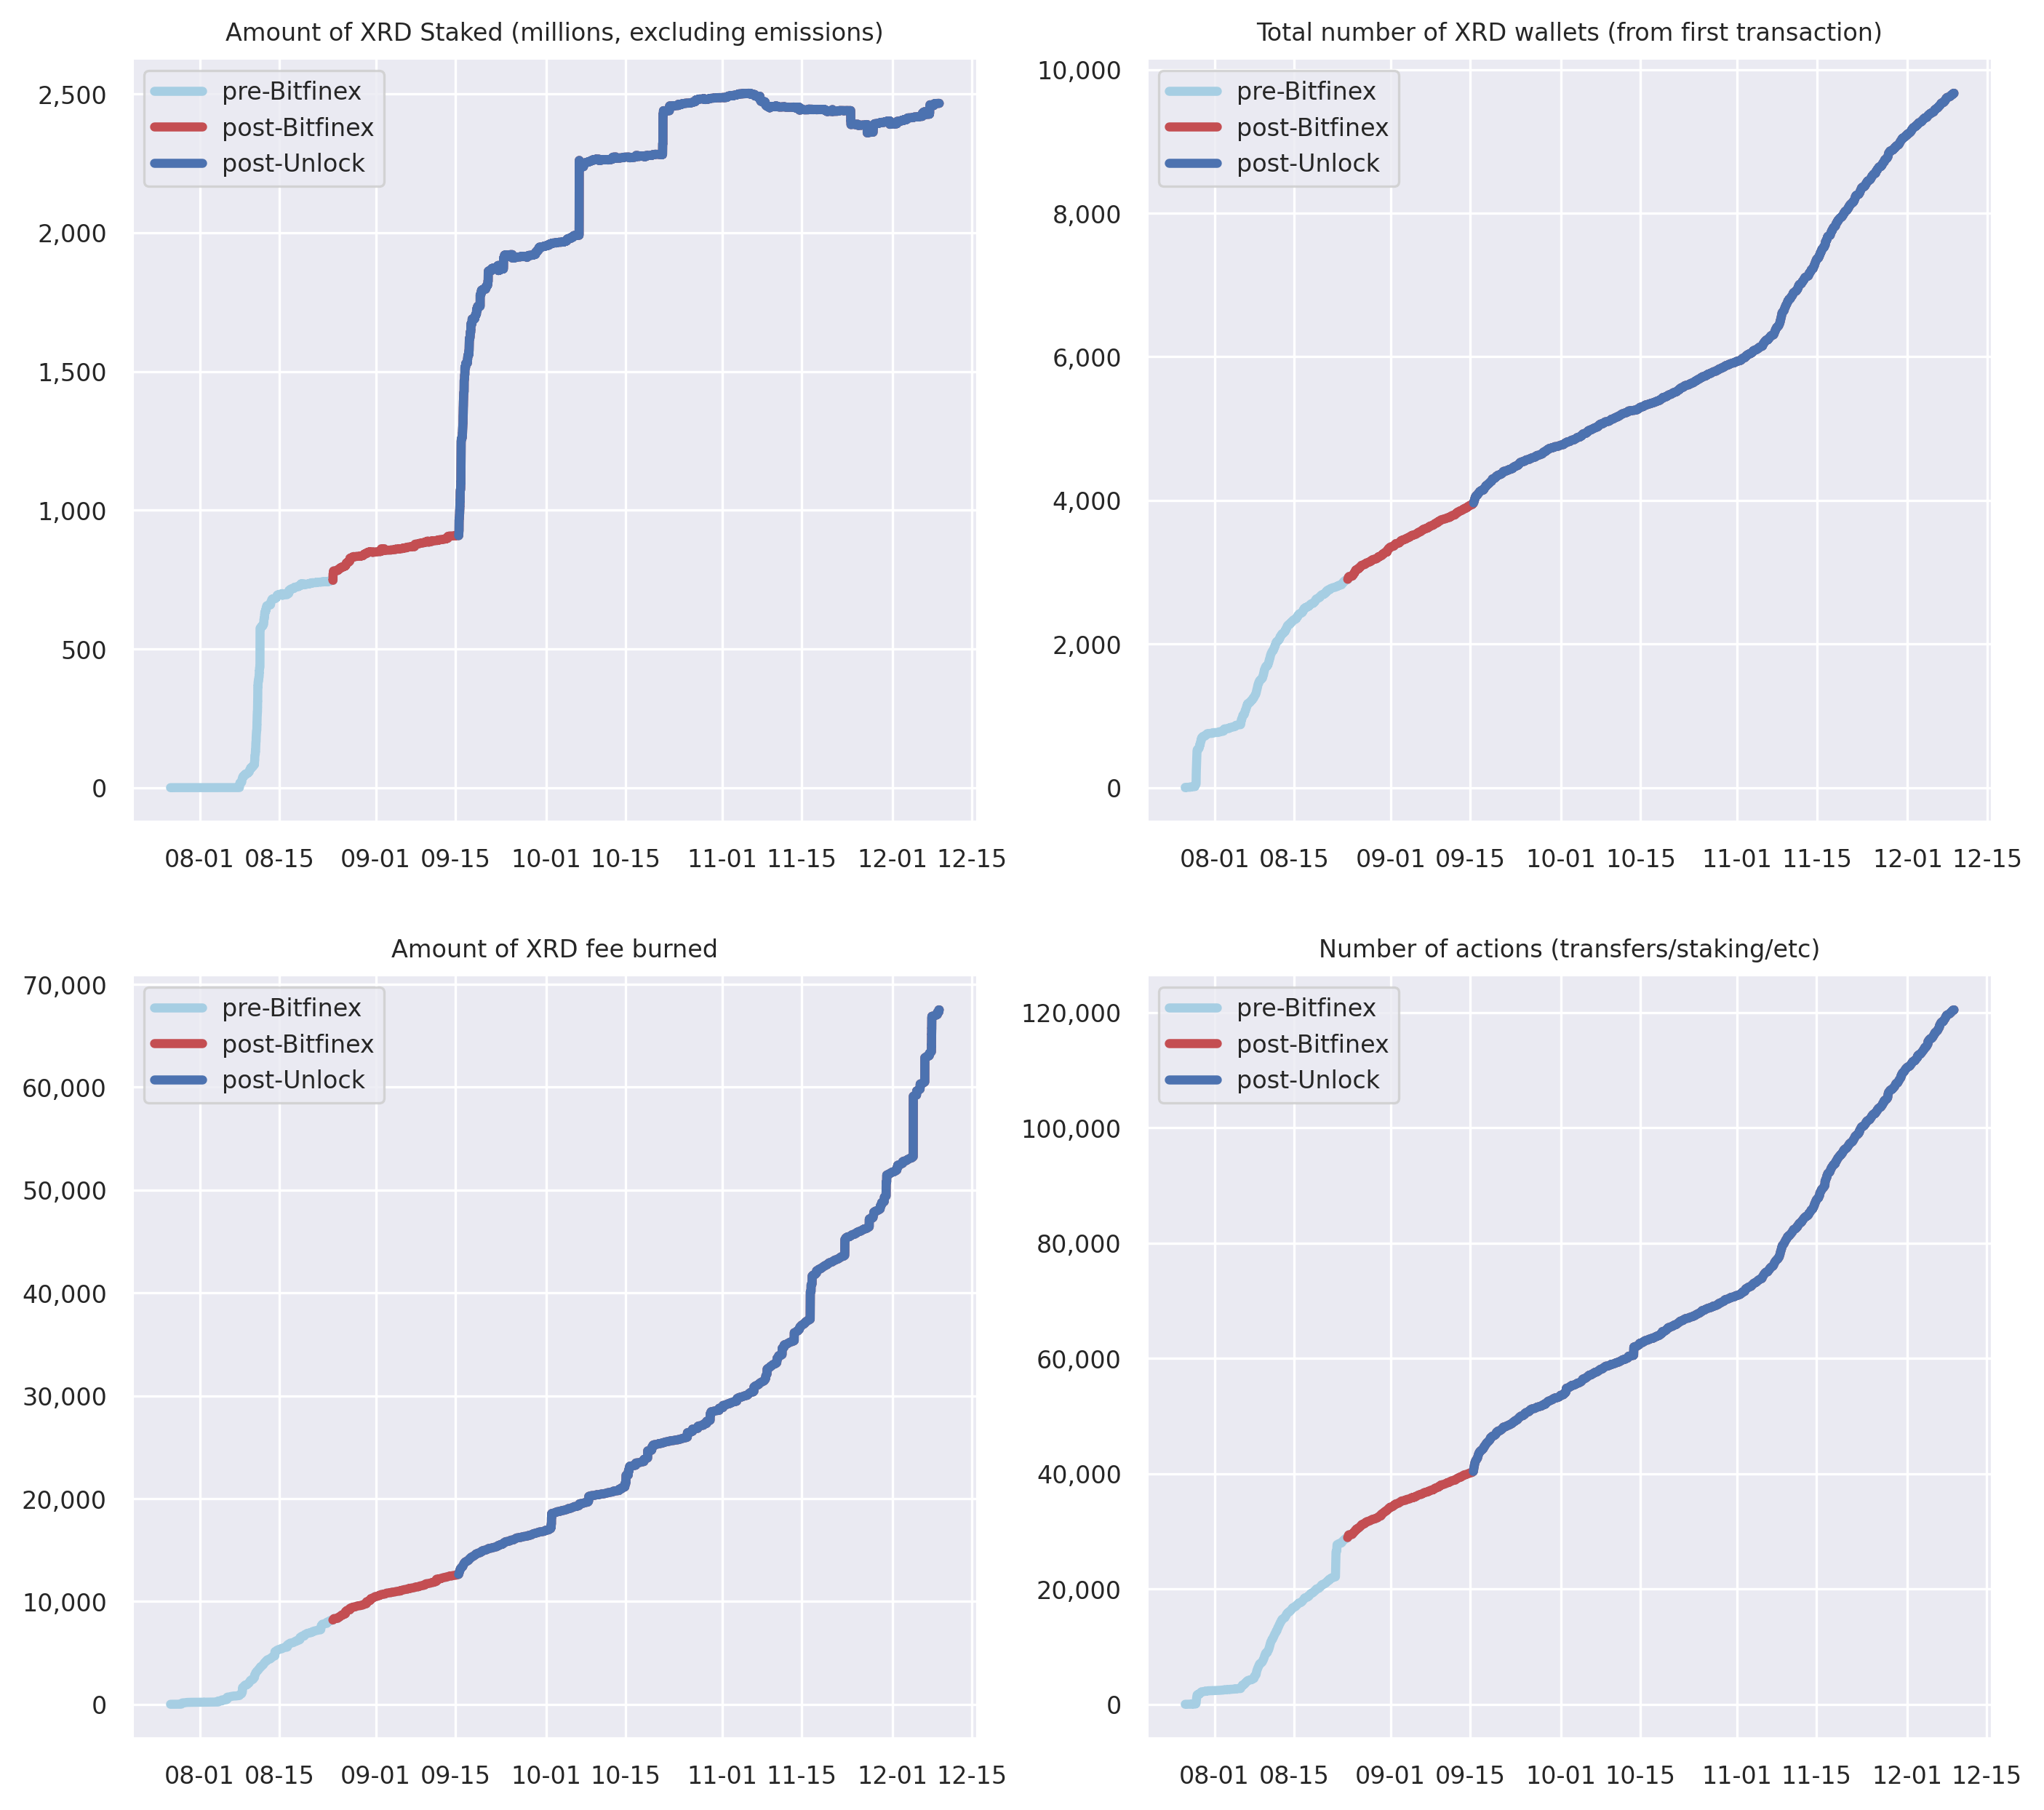 Amount of XRD Staked (millions, excluding emissions)
pre-Bitfinex
post-Bitfinex
post-Unlock
2,500
2,000
1,500
1,000
500
0
08-01 08-15 09-01 09-15 10-01 10-15 11-01 11-15 12-01 12-15
Total number of XRD wallets (from first transaction)
pre-Bitfinex
post-Bitfinex
post-Unlock
10,000
8,000
6,000
4,000
2,000
0
08-01 08-15 09-01 09-15 10-01 10-15 11-01 11-15 12-01 12-15
Amount of XRD fee burned
pre-Bitfinex
post-Bitfinex
post-Unlock
70,000
60,000
50,000
40,000
30,000
20,000
10,000
0
08-01 08-15 09-01 09-15 10-01 10-15 11-01 11-15 12-01 12-15
Number of actions (transfers/staking/etc)
pre-Bitfinex
post-Bitfinex
post-Unlock
120,000
100,000
80,000
60,000
40,000
20,000
0
08-01 08-15 09-01 09-15 10-01 10-15 11-01 11-15 12-01 12-15